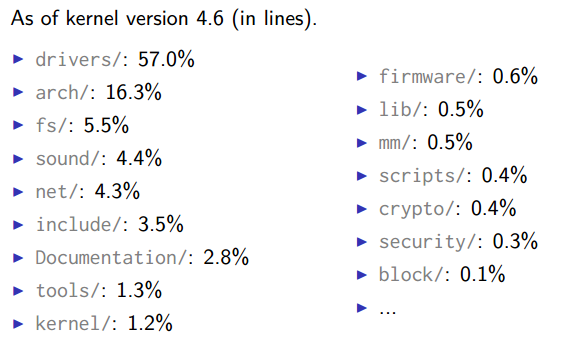 As of kernel version 4.6 (in lines).
▶ drivers/: 57.0%
▶ arch/: 16.3%
▶ fs/: 5.5%
▶ sound/: 4.4%
▶ net/: 4.3%
▶ include/: 3.5%
▶ Documentation/: 2.8%
▶ tools/: 1.3%
▶ kernel/: 1.2%
▶ firmware/: 0.6%
▶ lib/: 0.5%
▶ mm/: 0.5%
▶ scripts/: 0.4%
▶ crypto/: 0.4%
▶ security/: 0.3%
▶ block/: 0.1%
▶ ...